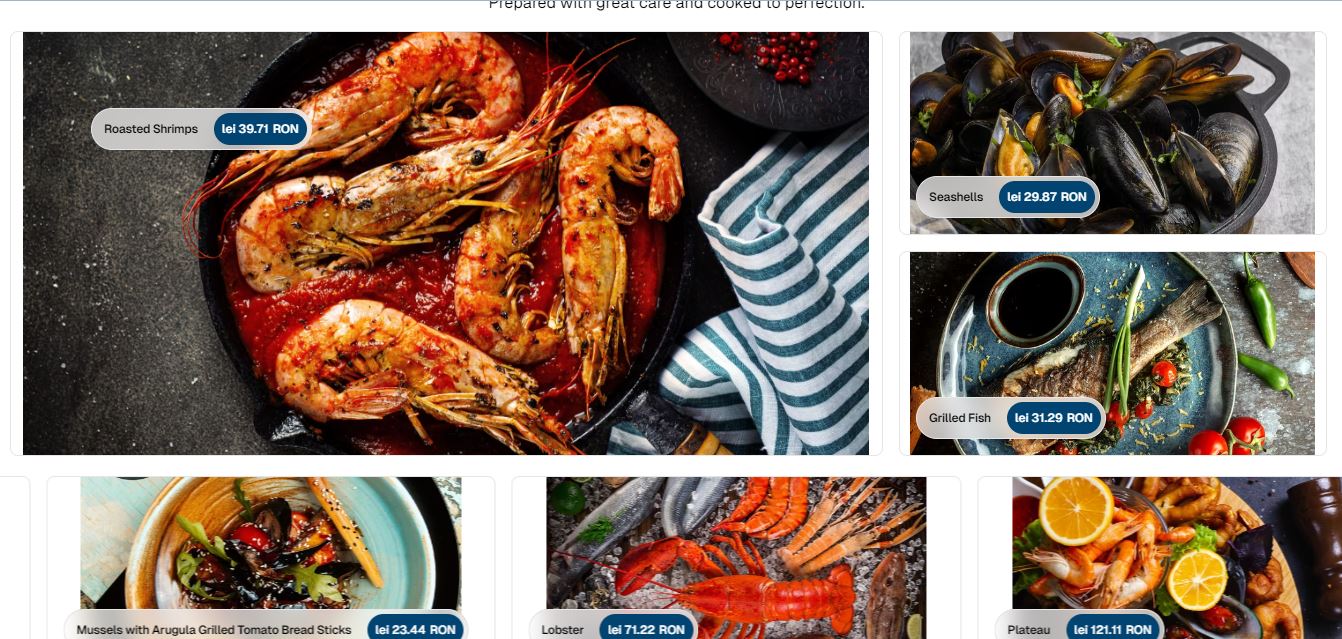 Prepared with great care and cooked to perfection.
Roasted Shrimps lei 39.71 RON
Seashells lei 29.87 RON
Grilled Fish lei 31.29 RON
Mussels with Arugula Grilled Tomato Bread Sticks lei 23.44 RON
Lobster lei 71.22 RON
Plateau lei 121.11 RON